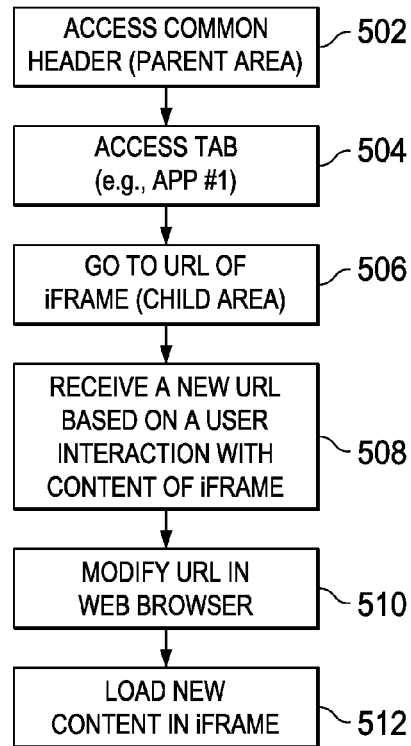 ACCESS COMMON
HEADER (PARENT AREA)
502
ACCESS TAB
(e.g., APP #1)
504
GO TO URL OF
iFRAME (CHILD AREA)
506
RECEIVE A NEW URL
BASED ON A USER
INTERACTION WITH
CONTENT OF iFRAME
508
MODIFY URL IN
WEB BROWSER
510
LOAD NEW
CONTENT IN iFRAME
512